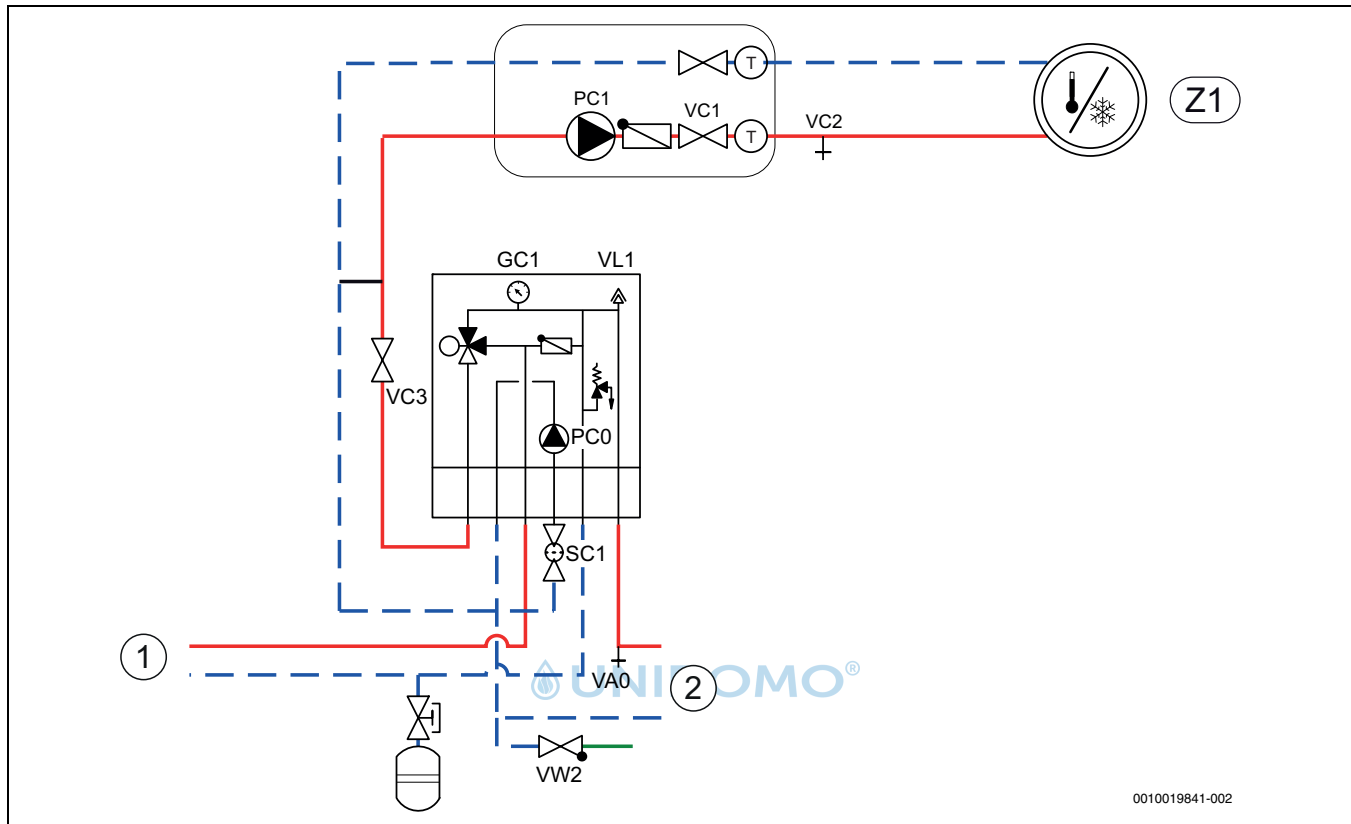 PC1
VC1
T
T
VC2
Z1
GC1
VL1
VC3
PC0
SC1
1
2
UNIDOMO®
VA0
VW2
0010019841-002